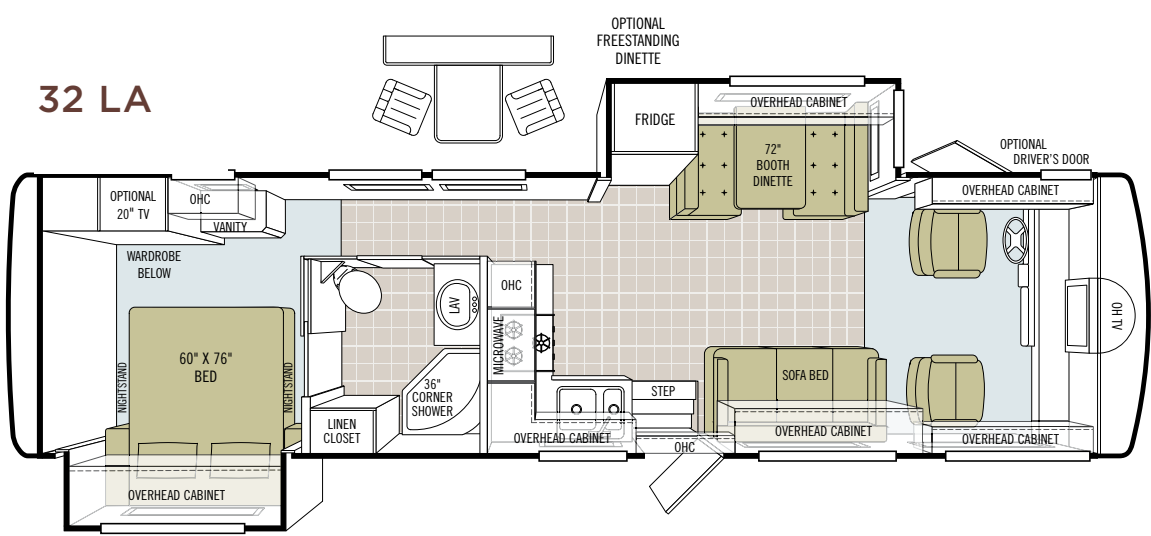 OPTIONAL
FREESTANDING
DINETTE
32 LA
OVERHEAD CABINET
FRIDGE
72"
BOOTH
DINETTE
OPTIONAL
DRIVER'S DOOR
OPTIONAL
20" TV
OHC
VANITY
OVERHEAD CABINET
WARDROBE
BELOW
OHC
LAV
MICROWAVE
OH TV
60" X 76"
BED
NIGHTSTAND
NIGHTSTAND
36"
CORNER
SHOWER
STEP
SOFA BED
LINEN
CLOSET
OVERHEAD CABINET
OHC
OVERHEAD CABINET
OVERHEAD CABINET
OVERHEAD CABINET